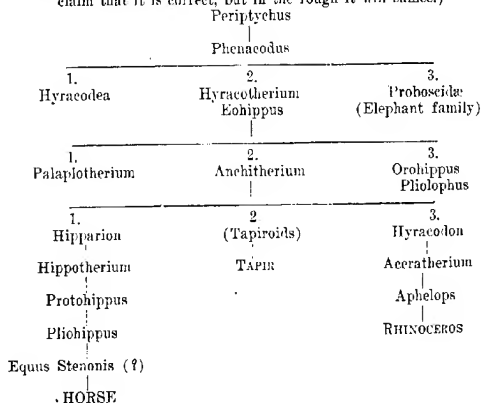 claim that it is correct, but in the rough it will suffice.)
Periptychus
Phenacodus
1. 2. 3.
Hyracodea Hyracotherium Proboscidæ
Eohippus (Elephant family)
1. 2. 3.
Palaplotherium Anchitherium Orohippus
Pliolophus
1. 2 3.
Hipparion (Tapiroids) Hyracodon
Hippotherium TAPIR Aceratherium
Protohippus Aphelops
Pliohippus RHINOCEROS
Equus Stenonis (?)
HORSE